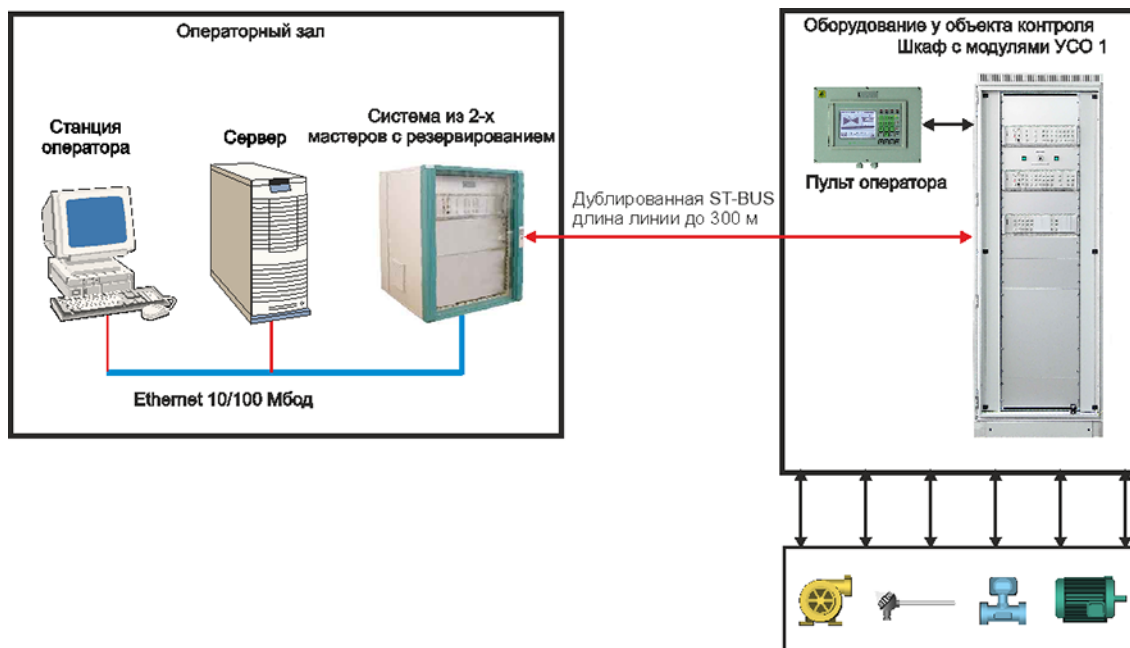 Операторный зал
Станция
оператора
Сервер
Система из 2-х
мастеров с резервированием
Ethernet 10/100 Мбод
Дублированная ST-BUS
длина линии до 300 м
Оборудование у объекта контроля
Шкаф с модулями УСО 1
Пульт оператора